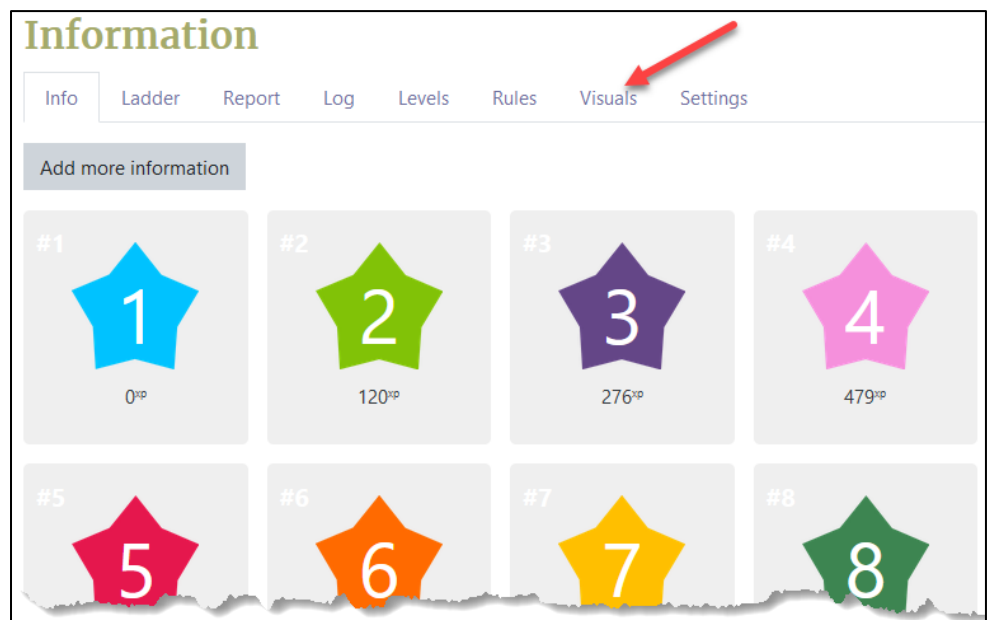 Information
Info Ladder Report Log Levels Rules Visuals Settings
Add more information
#1 #2 #3 #4
1 2 3 4
0xp 120xp 276xp 479xp
#5 #6 #7 #8
5 6 7 8